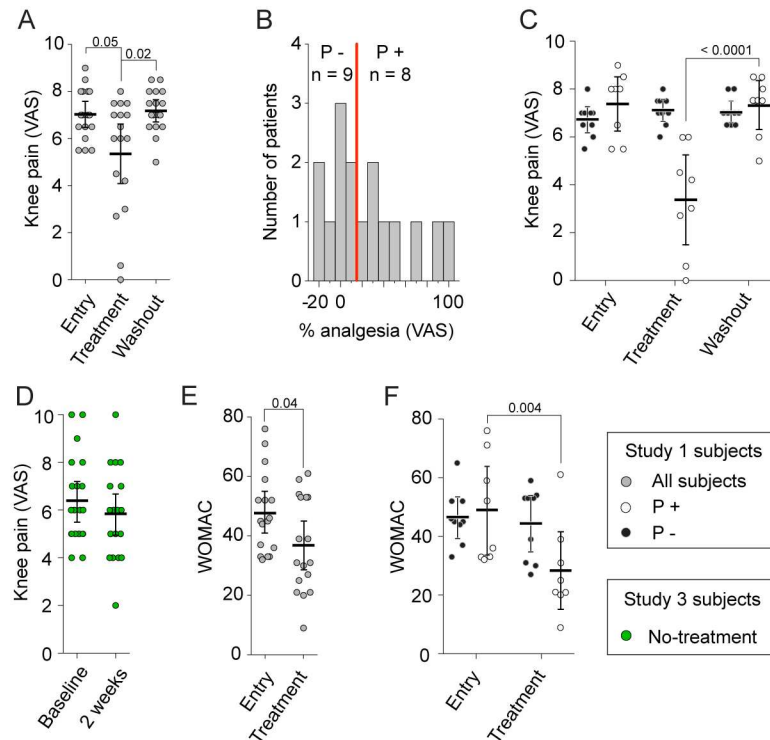 A
0.05
0.02
Knee pain (VAS)
10
8
6
4
2
0
Entry
Treatment
Washout
B
P -
n = 9
P +
n = 8
Number of patients
4
3
2
1
0
-20
0
100
% analgesia (VAS)
C
< 0.0001
Knee pain (VAS)
10
8
6
4
2
0
Entry
Treatment
Washout
D
Knee pain (VAS)
10
8
6
4
2
0
Baseline
2 weeks
E
0.04
WOMAC
80
60
40
20
0
Entry
Treatment
F
0.004
WOMAC
80
60
40
20
0
Entry
Treatment
Study 1 subjects
All subjects
P +
P -
Study 3 subjects
No-treatment